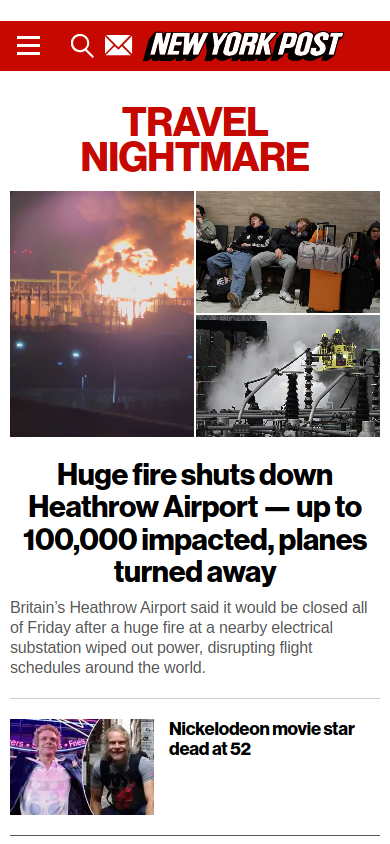 NEW YORK POST
TRAVEL
NIGHTMARE
Huge fire shuts down
Heathrow Airport — up to
100,000 impacted, planes
turned away
Britain’s Heathrow Airport said it would be closed all
of Friday after a huge fire at a nearby electrical
substation wiped out power, disrupting flight
schedules around the world.
Nickelodeon movie star
dead at 52